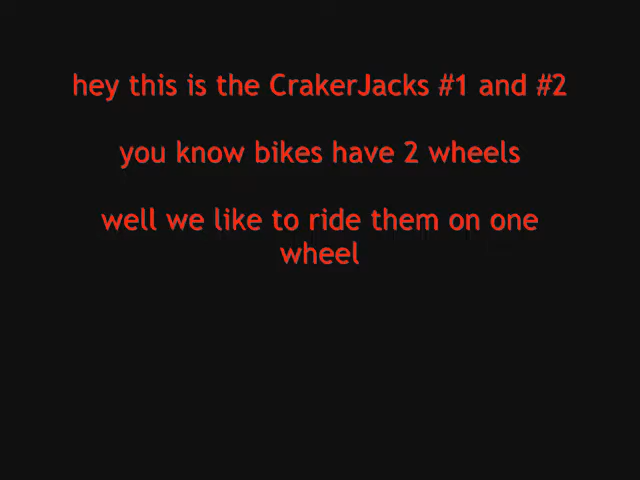 hey this is the CrakerJacks #1 and #2
you know bikes have 2 wheels
well we like to ride them on one
wheel